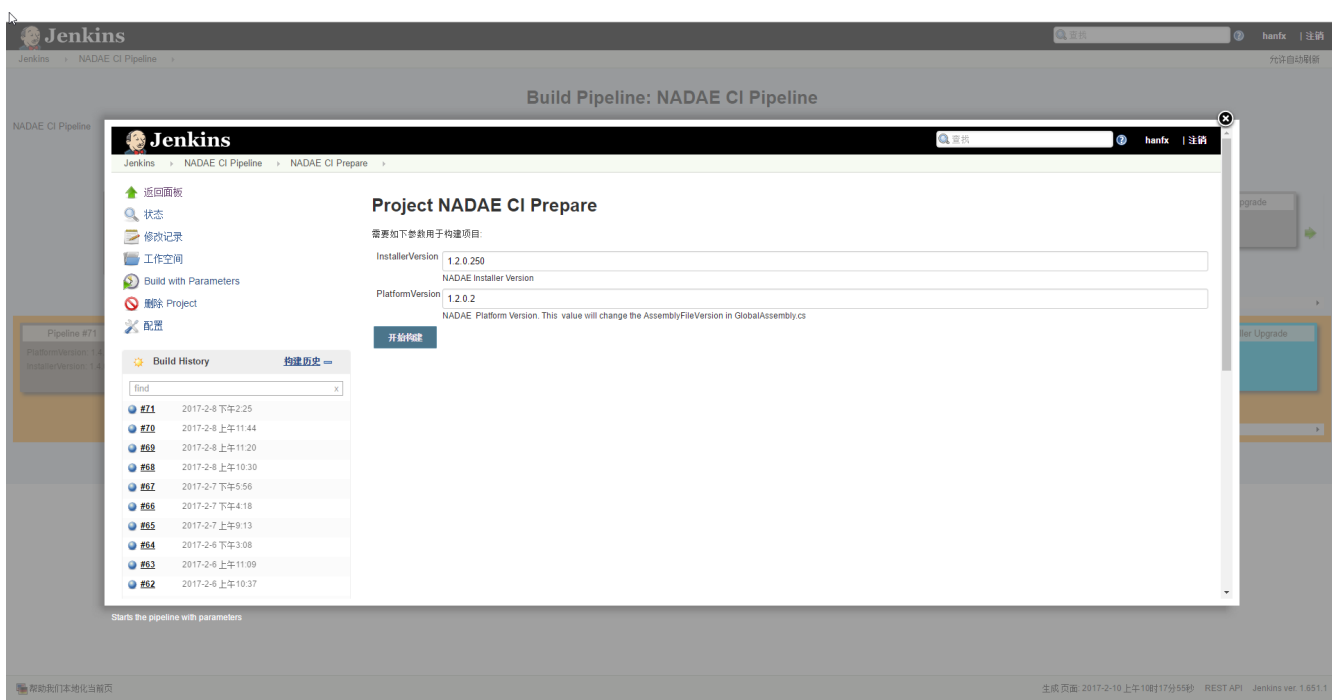 Jenkins
查找
hanfx | 注销
Jenkins › NADAE CI Pipeline ›
允许自动刷新
Build Pipeline: NADAE CI Pipeline
NADAE CI Pipeline
Jenkins
查找
hanfx | 注销
Jenkins › NADAE CI Pipeline › NADAE CI Prepare ›
返回面板
状态
修改记录
工作空间
Build with Parameters
删除 Project
配置
Project NADAE CI Prepare
需要如下参数用于构建项目:
InstallerVersion 1.2.0.250
NADAE Installer Version
PlatformVersion 1.2.0.2
NADAE Platform Version. This value will change the AssemblyFileVersion in GlobalAssembly.cs
开始构建
Build History 构建历史
find x
#71 2017-2-8 下午2:25
#70 2017-2-8 上午11:44
#69 2017-2-8 上午11:20
#68 2017-2-8 上午10:30
#67 2017-2-7 下午5:56
#66 2017-2-7 下午4:18
#65 2017-2-7 上午9:13
#64 2017-2-6 下午3:08
#63 2017-2-6 上午11:09
#62 2017-2-6 上午10:37
pgrade
Pipeline #71
PlatformVersion: 1.4
InstallerVersion: 1.4
ller Upgrade
Starts the pipeline with parameters
帮助我们本地化当前页
生成页面: 2017-2-10 上午10时17分55秒 REST API Jenkins ver. 1.651.1